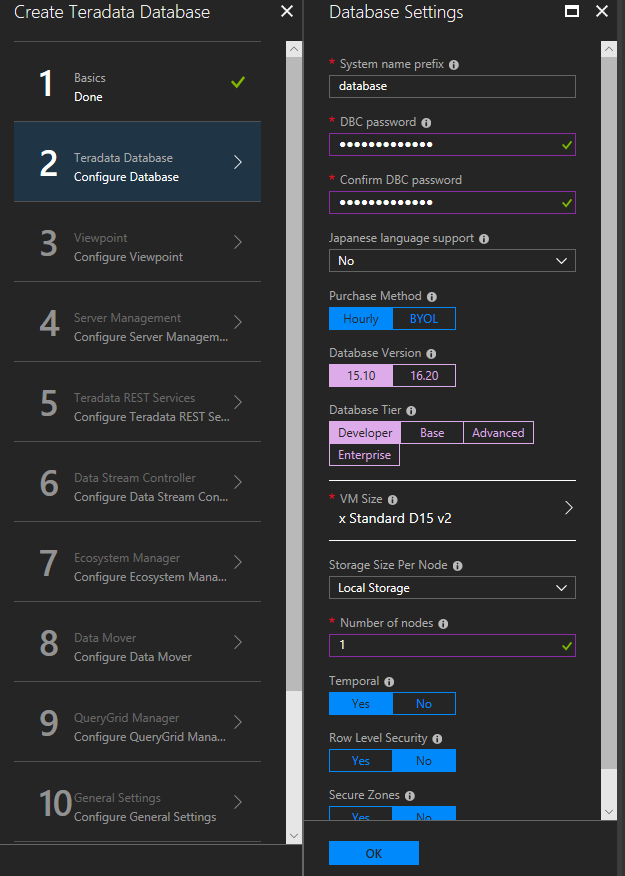 Create Teradata Database
1
Basics
Done
2
Teradata Database
Configure Database
3
Viewpoint
Configure Viewpoint
4
Server Management
Configure Server Managem...
5
Teradata REST Services
Configure Teradata REST Se...
6
Data Stream Controller
Configure Data Stream Con...
7
Ecosystem Manager
Configure Ecosystem Mana...
8
Data Mover
Configure Data Mover
9
QueryGrid Manager
Configure QueryGrid Mana...
10
General Settings
Configure General Settings
Database Settings
* System name prefix
database
* DBC password
•••••••••••••
* Confirm DBC password
•••••••••••••
Japanese language support
No
Purchase Method
Hourly BYOL
Database Version
15.10 16.20
Database Tier
Developer Base Advanced
Enterprise
* VM Size
x Standard D15 v2
Storage Size Per Node
Local Storage
* Number of nodes
1
Temporal
Yes No
Row Level Security
Yes No
Secure Zones
Yes No
OK